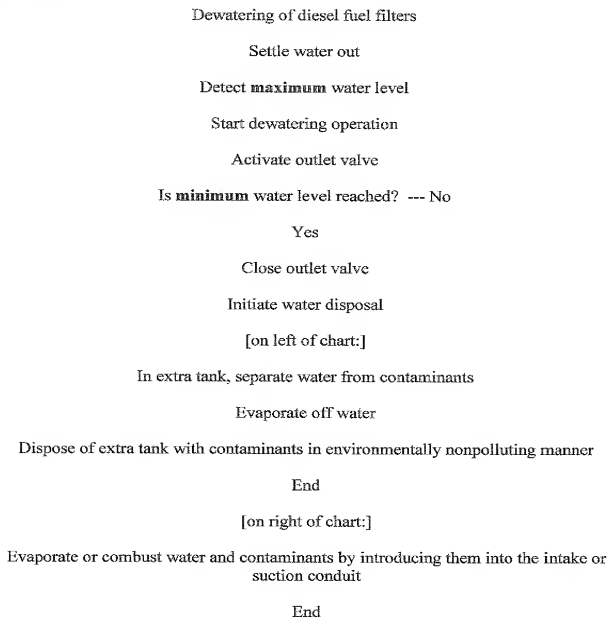 Dewatering of diesel fuel filters
Settle water out
Detect maximum water level
Start dewatering operation
Activate outlet valve
Is minimum water level reached? --- No
Yes
Close outlet valve
Initiate water disposal
[on left of chart:]
In extra tank, separate water from contaminants
Evaporate off water
Dispose of extra tank with contaminants in environmentally nonpolluting manner
End
[on right of chart:]
Evaporate or combust water and contaminants by introducing them into the intake or
suction conduit
End